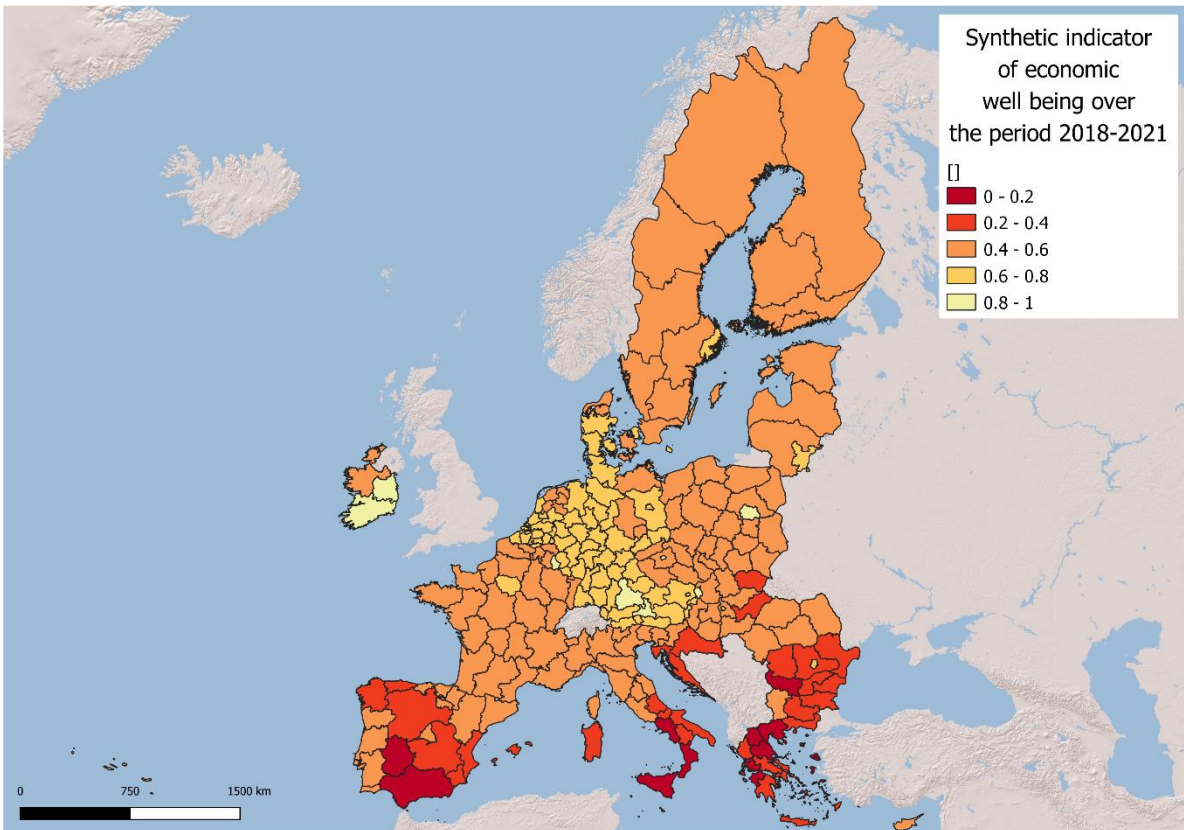 Synthetic indicator
of economic
well being over
the period 2018-2021
[]
0 - 0.2
0.2 - 0.4
0.4 - 0.6
0.6 - 0.8
0.8 - 1
0 750 1500 km